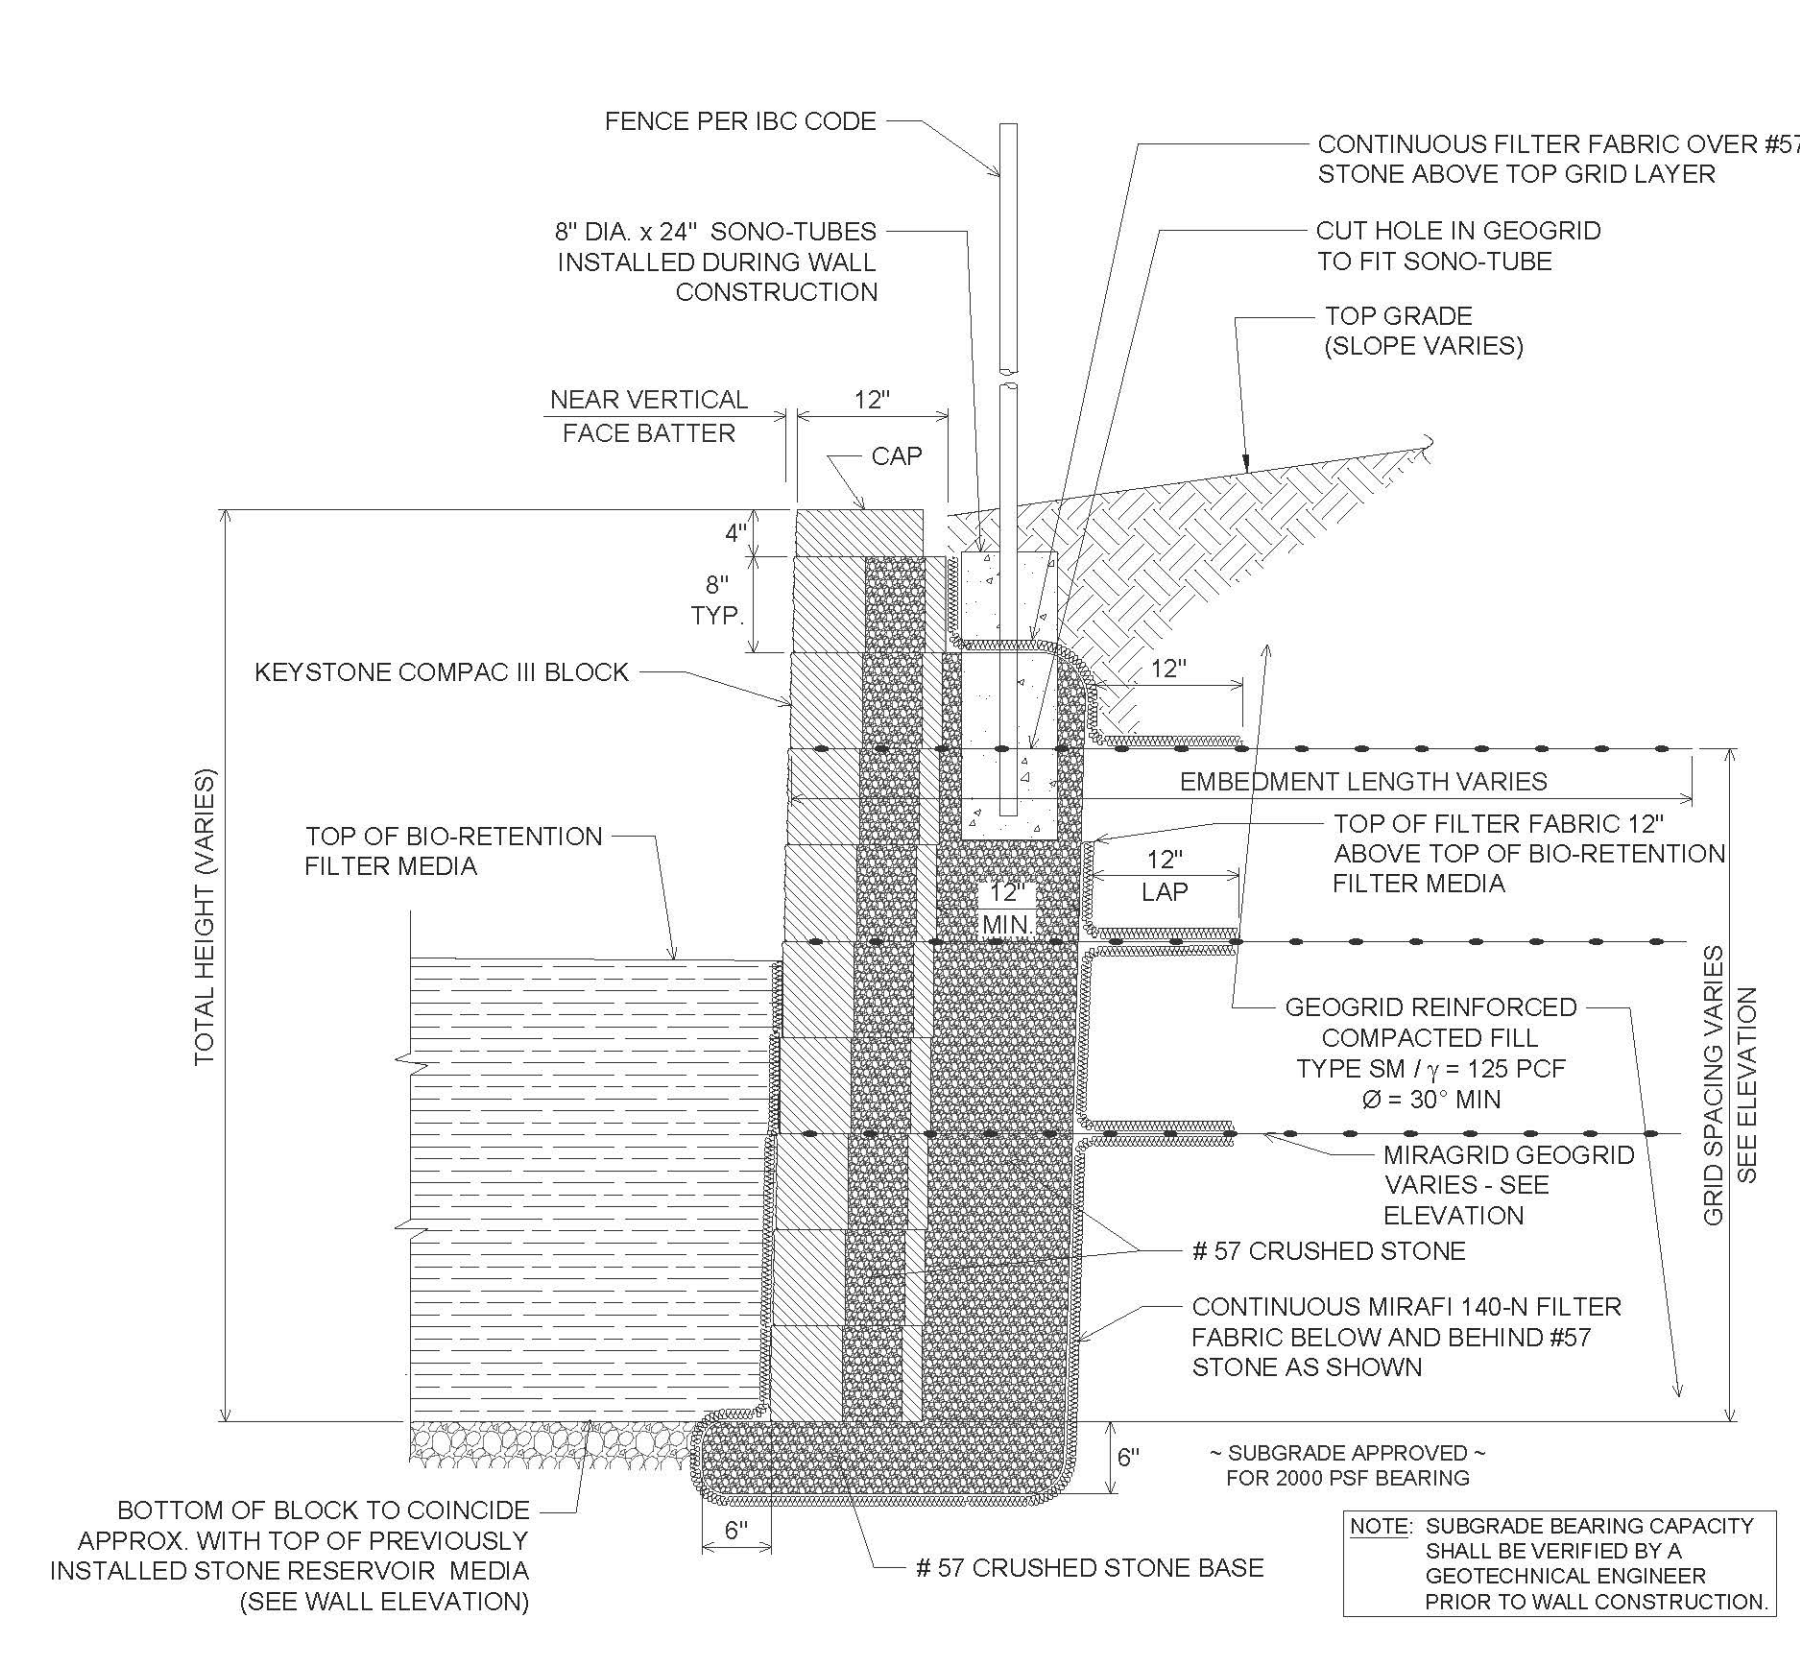 FENCE PER IBC CODE
CONTINUOUS FILTER FABRIC OVER #57
STONE ABOVE TOP GRID LAYER
8" DIA. x 24" SONO-TUBES
INSTALLED DURING WALL
CONSTRUCTION
CUT HOLE IN GEOGRID
TO FIT SONO-TUBE
TOP GRADE
(SLOPE VARIES)
NEAR VERTICAL
FACE BATTER
12"
CAP
4"
8"
TYP.
KEYSTONE COMPAC III BLOCK
12"
TOTAL HEIGHT (VARIES)
EMBEDMENT LENGTH VARIES
TOP OF BIO-RETENTION
FILTER MEDIA
TOP OF FILTER FABRIC 12"
ABOVE TOP OF BIO-RETENTION
FILTER MEDIA
12"
LAP
12"
MIN.
GRID SPACING VARIES
SEE ELEVATION
GEOGRID REINFORCED
COMPACTED FILL
TYPE SM / γ = 125 PCF
Ø = 30° MIN
MIRAGRID GEOGRID
VARIES - SEE
ELEVATION
# 57 CRUSHED STONE
CONTINUOUS MIRAFI 140-N FILTER
FABRIC BELOW AND BEHIND #57
STONE AS SHOWN
6"
~ SUBGRADE APPROVED ~
FOR 2000 PSF BEARING
BOTTOM OF BLOCK TO COINCIDE
APPROX. WITH TOP OF PREVIOUSLY
INSTALLED STONE RESERVOIR MEDIA
(SEE WALL ELEVATION)
6"
# 57 CRUSHED STONE BASE
NOTE: SUBGRADE BEARING CAPACITY
SHALL BE VERIFIED BY A
GEOTECHNICAL ENGINEER
PRIOR TO WALL CONSTRUCTION.